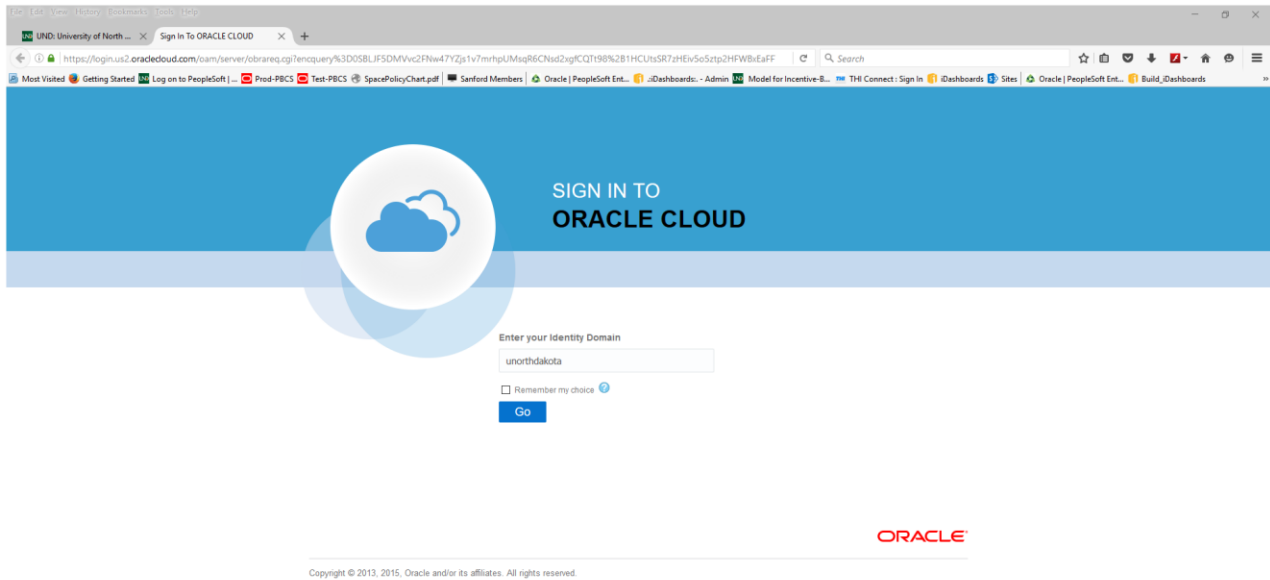 File Edit View History Bookmarks Tools Help
UND: University of North ... Sign In To ORACLE CLOUD
https://login.us2.oraclecloud.com/oam/server/obrareq.cgi?encquery%3D0SBLJF5DMVvc2FNw47YZjs1v7mrhpUMsqR6CNsd2xgfCQTt98%2B1HCUtsSR7zHEiv5o5ztp2HFWBxEaFF Search
Most Visited Getting Started Log on to PeopleSoft | ... Prod-PBCS Test-PBCS SpacePolicyChart.pdf Sanford Members Oracle | PeopleSoft Ent... .:iDashboards:. - Admin Model for Incentive-B... THI Connect : Sign In iDashboards Sites Oracle | PeopleSoft Ent... Build_iDashboards
SIGN IN TO
ORACLE CLOUD
Enter your Identity Domain
unorthdakota
Remember my choice
Go
ORACLE
Copyright © 2013, 2015, Oracle and/or its affiliates. All rights reserved.